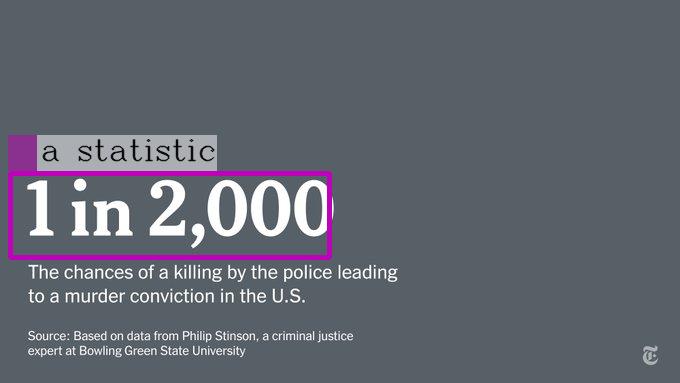 a statistic
1 in 2,000
The chances of a killing by the police leading
to a murder conviction in the U.S.
Source: Based on data from Philip Stinson, a criminal justice
expert at Bowling Green State University
T